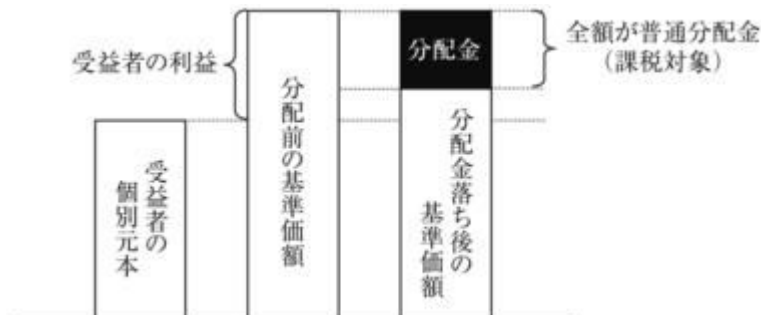 受益者の利益
受益者の
個別元本
分配前の基準価額
分配金
分配金落ち後の
基準価額
全額が普通分配金
（課税対象）